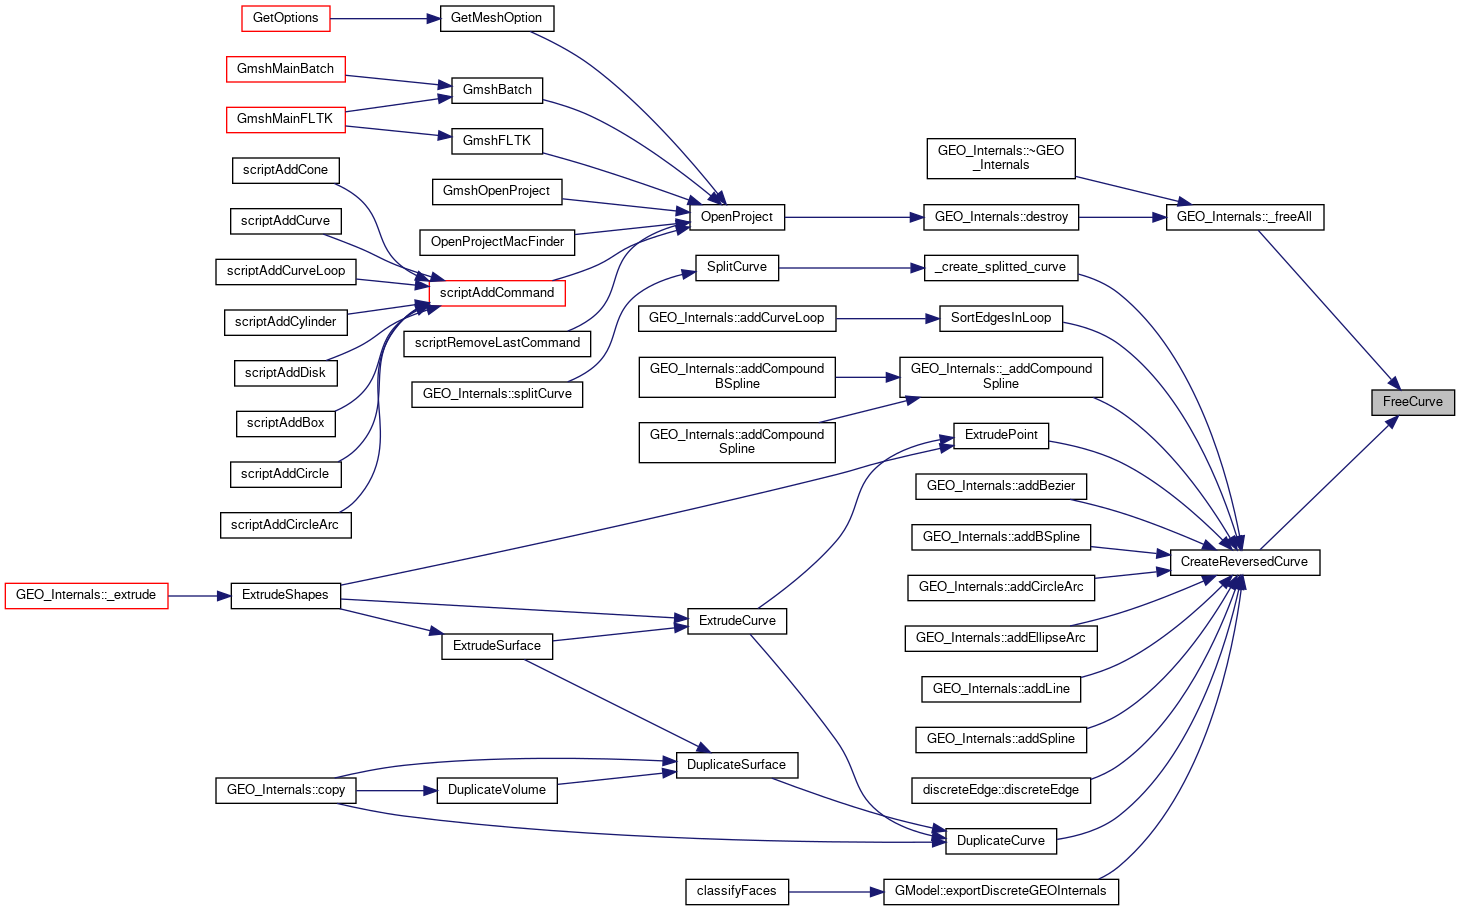 GetOptions
GetMeshOption
GmshMainBatch
GmshBatch
GmshMainFLTK
GmshFLTK
scriptAddCone
GmshOpenProject
scriptAddCurve
OpenProjectMacFinder
scriptAddCurveLoop
scriptAddCommand
scriptAddCylinder
scriptRemoveLastCommand
scriptAddDisk
GEO_Internals::splitCurve
scriptAddBox
scriptAddCircle
scriptAddCircleArc
OpenProject
SplitCurve
GEO_Internals::addCurveLoop
GEO_Internals::addCompound
BSpline
GEO_Internals::addCompound
Spline
GEO_Internals::~GEO
_Internals
GEO_Internals::destroy
GEO_Internals::_freeAll
_create_splitted_curve
SortEdgesInLoop
GEO_Internals::_addCompound
Spline
FreeCurve
ExtrudePoint
GEO_Internals::addBezier
GEO_Internals::addBSpline
CreateReversedCurve
GEO_Internals::addCircleArc
GEO_Internals::addEllipseArc
GEO_Internals::addLine
GEO_Internals::addSpline
discreteEdge::discreteEdge
DuplicateCurve
GModel::exportDiscreteGEOInternals
classifyFaces
GEO_Internals::_extrude
ExtrudeShapes
ExtrudeCurve
ExtrudeSurface
DuplicateSurface
GEO_Internals::copy
DuplicateVolume